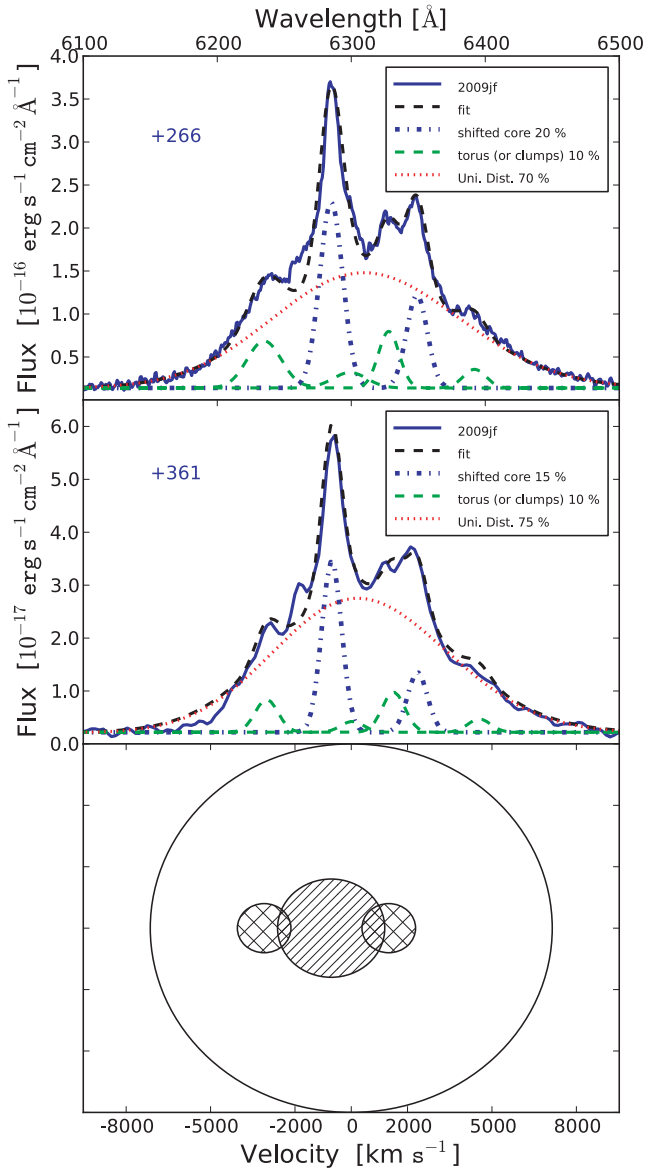 Wavelength [Å]
6100 6200 6300 6400 6500
4.0
3.5
3.0
2.5
2.0
1.5
1.0
0.5
Flux [10⁻¹⁶ erg s⁻¹ cm⁻² Å⁻¹]
+266
2009jf
fit
shifted core 20 %
torus (or clumps) 10 %
Uni. Dist. 70 %
6.0
5.0
4.0
3.0
2.0
1.0
0.0
Flux [10⁻¹⁷ erg s⁻¹ cm⁻² Å⁻¹]
+361
2009jf
fit
shifted core 15 %
torus (or clumps) 10 %
Uni. Dist. 75 %
-8000 -5000 -2000 0 2000 5000 8000
Velocity [km s⁻¹]